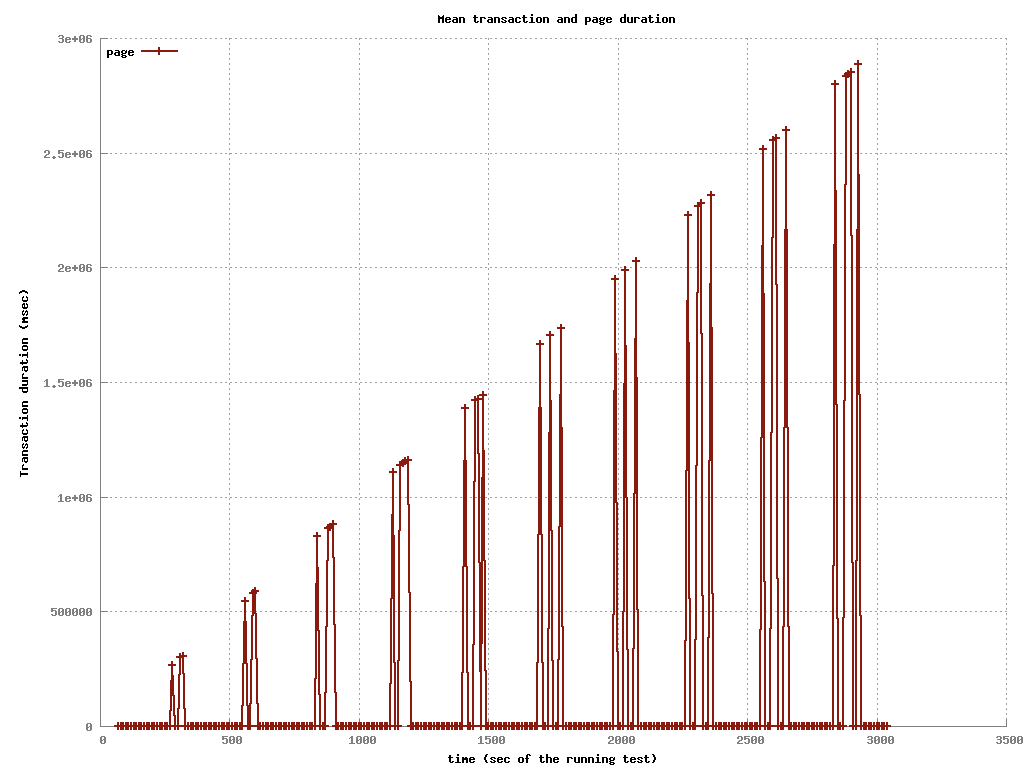 Mean transaction and page duration
page
3e+06
2.5e+06
2e+06
1.5e+06
1e+06
500000
0
Transaction duration (msec)
0 500 1000 1500 2000 2500 3000 3500
time (sec of the running test)